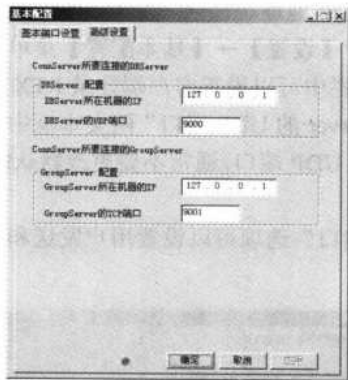 基本配置
基本端口设置 高级设置
ConnServer所要连接的DBServer
DBServer 配置
DBServer所在机器的IP 127 . 0 . 0 . 1
DBServer的UDP端口 9000
ConnServer所要连接的GroupServer
GroupServer 配置
GroupServer所在机器的IP 127 . 0 . 0 . 1
GroupServer的TCP端口 9001
确定 取消